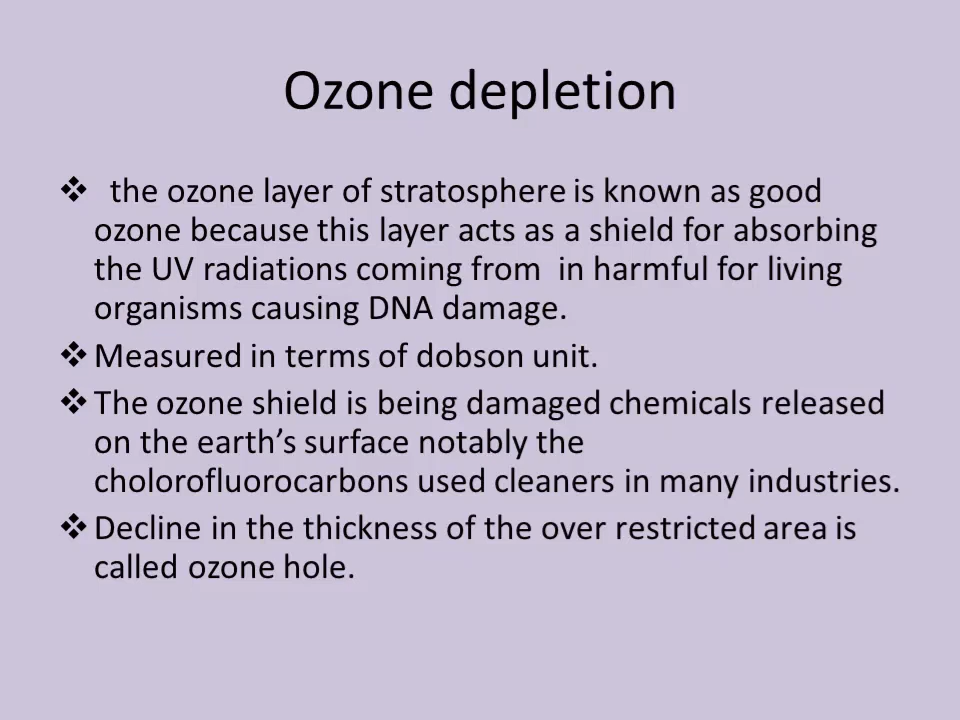 Ozone depletion
❖ the ozone layer of stratosphere is known as good
ozone because this layer acts as a shield for absorbing
the UV radiations coming from  in harmful for living
organisms causing DNA damage.
❖ Measured in terms of dobson unit.
❖ The ozone shield is being damaged chemicals released
on the earth’s surface notably the
cholorofluorocarbons used cleaners in many industries.
❖ Decline in the thickness of the over restricted area is
called ozone hole.